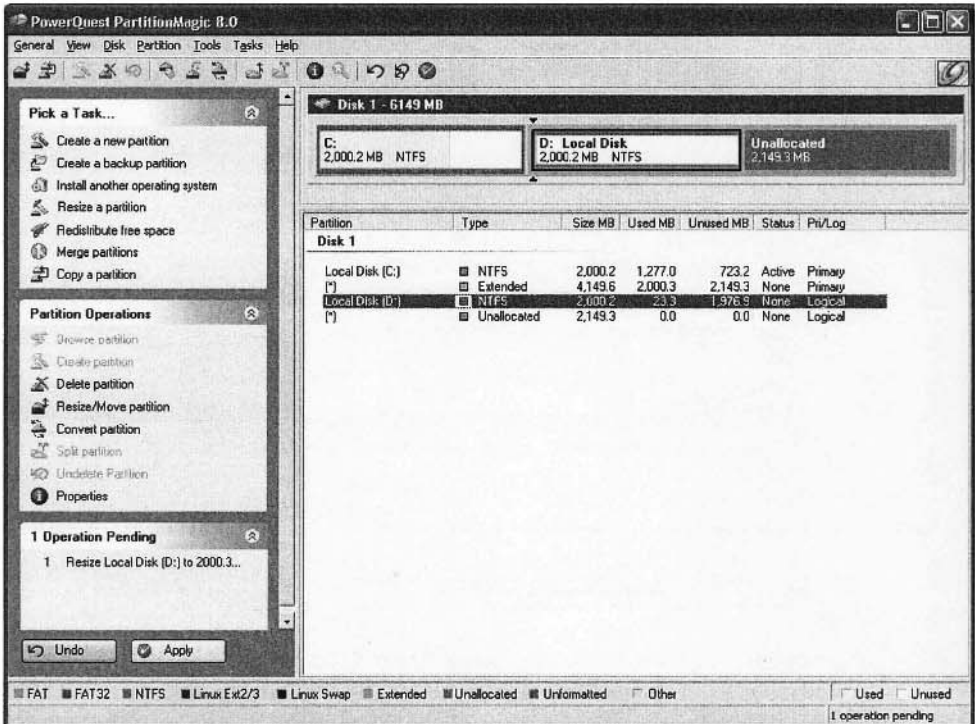 PowerQuest PartitionMagic 8.0
General View Disk Partition Tools Tasks Help
Pick a Task...
Create a new partition
Create a backup partition
Install another operating system
Resize a partition
Redistribute free space
Merge partitions
Copy a partition
Partition Operations
Browse partition
Create partition
Delete partition
Resize/Move partition
Convert partition
Split partition
Undelete Partition
Properties
1 Operation Pending
1 Resize Local Disk (D:) to 2000.3...
Undo Apply
Disk 1 - 6149 MB
C:
2,000.2 MB NTFS
D: Local Disk
2,000.2 MB NTFS
Unallocated
2,149.3 MB
Partition Type Size MB Used MB Unused MB Status Pri/Log
Disk 1
Local Disk (C:) NTFS 2,000.2 1,277.0 723.2 Active Primary
(*) Extended 4,149.6 2,000.3 2,149.3 None Primary
Local Disk (D:) NTFS 2,000.2 23.3 1,976.9 None Logical
(*) Unallocated 2,149.3 0.0 0.0 None Logical
FAT FAT32 NTFS Linux Ext2/3 Linux Swap Extended Unallocated Unformatted Other Used Unused
1 operation pending